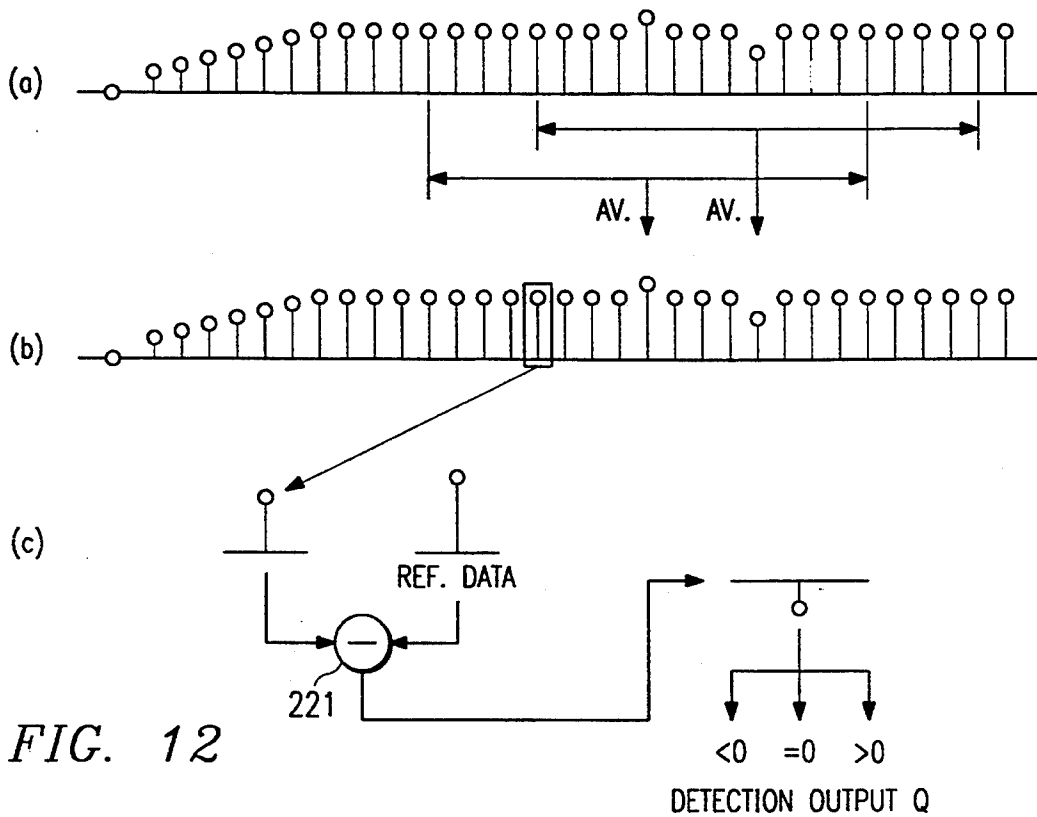 (a)
AV. AV.
(b)
(c)
REF. DATA
221
FIG. 12
<0 =0 >0
DETECTION OUTPUT Q